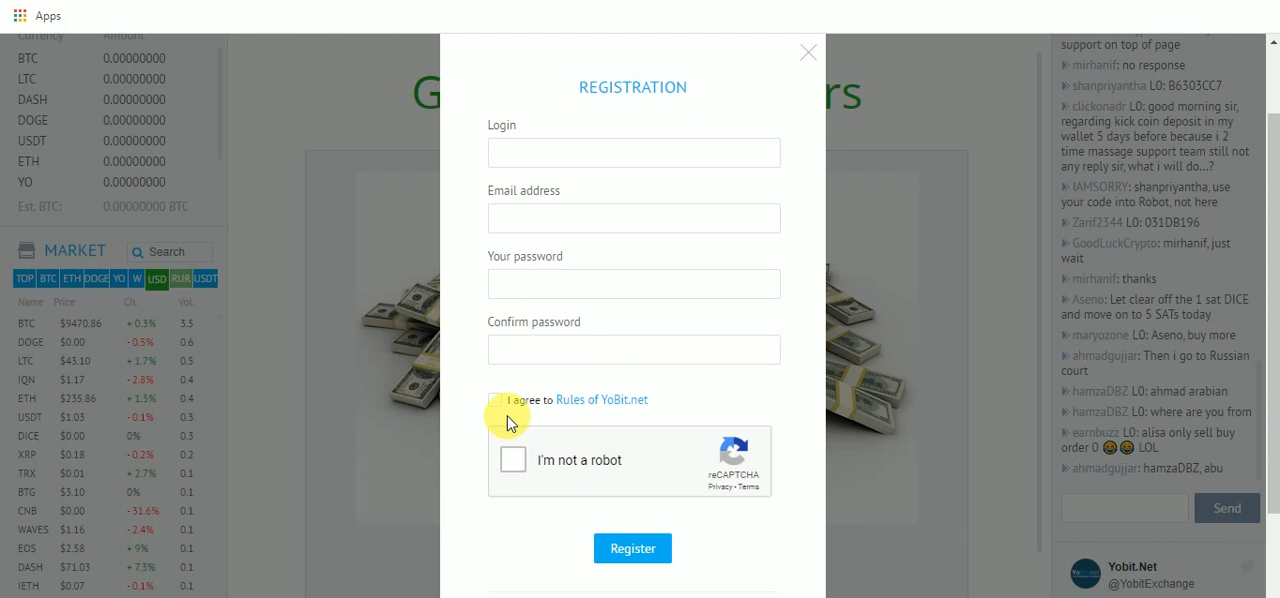 Apps
Currency Amount
BTC 0.00000000
LTC 0.00000000
DASH 0.00000000
DOGE 0.00000000
USDT 0.00000000
ETH 0.00000000
YO 0.00000000
Est. BTC: 0.00000000 BTC
MARKET Search
TOP BTC ETH DOGE YO W USD RUR USDT
Name Price Ch. Vol.
BTC $9470.86 + 0.3% 3.5
DOGE $0.00 - 0.5% 0.6
LTC $43.10 + 1.7% 0.5
IQN $1.17 - 2.8% 0.4
ETH $235.86 + 1.3% 0.4
USDT $1.03 - 0.1% 0.3
DICE $0.00 0% 0.3
XRP $0.18 - 0.2% 0.2
TRX $0.01 + 2.7% 0.1
BTG $3.10 0% 0.1
CNB $0.00 - 31.6% 0.1
WAVES $1.16 - 2.4% 0.1
EOS $2.58 + 9% 0.1
DASH $71.03 + 7.3% 0.1
IETH $0.07 - 0.1% 0.1
G
rs
REGISTRATION
Login
Email address
Your password
Confirm password
I agree to Rules of YoBit.net
I'm not a robot
reCAPTCHA
Privacy - Terms
Register
support on top of page
mirhanif: no response
shanpriyantha L0: B6303CC7
clickonadr L0: good morning sir,
regarding kick coin deposit in my
wallet 5 days before because i 2
time massage support team still not
any reply sir, what i will do...?
IAMSORRY: shanpriyantha, use
your code into Robot, not here
Zarif2344 L0: 031DB196
GoodLuckCrypto: mirhanif, just
wait
mirhanif: thanks
Aseno: Let clear off the 1 sat DICE
and move on to 5 SATs today
maryozone L0: Aseno, buy more
ahmadgujjar: Then i go to Russian
court
hamzaDBZ L0: ahmad arabian
hamzaDBZ L0: where are you from
earnbuzz L0: alisa only sell buy
order 0 😂😂 LOL
ahmadgujjar: hamzaDBZ, abu
Send
Yobit.Net
@YobitExchange